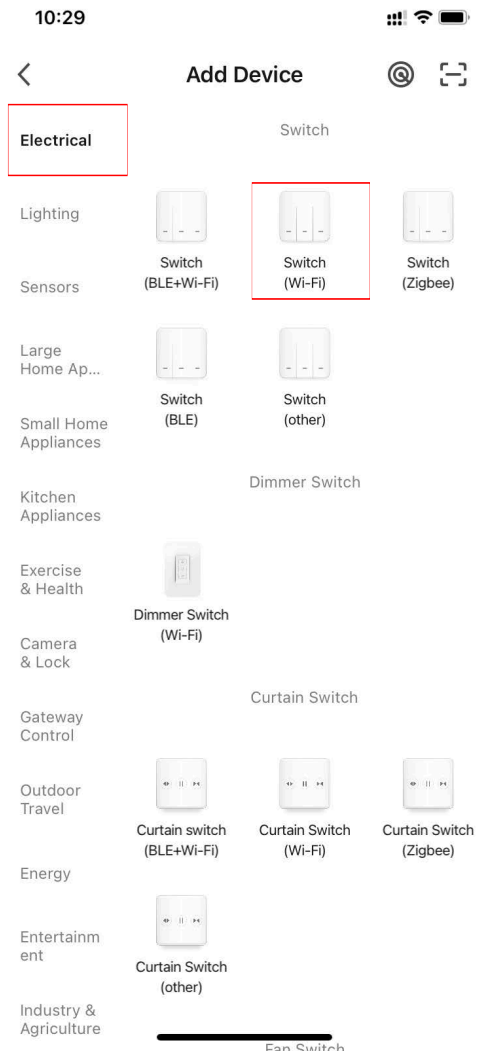 10:29
Add Device
Electrical
Lighting
Sensors
Large
Home Ap...
Small Home
Appliances
Kitchen
Appliances
Exercise
& Health
Camera
& Lock
Gateway
Control
Outdoor
Travel
Energy
Entertainm
ent
Industry &
Agriculture
Switch
Switch
(BLE+Wi-Fi)
Switch
(Wi-Fi)
Switch
(Zigbee)
Switch
(BLE)
Switch
(other)
Dimmer Switch
Dimmer Switch
(Wi-Fi)
Curtain Switch
Curtain switch
(BLE+Wi-Fi)
Curtain Switch
(Wi-Fi)
Curtain Switch
(Zigbee)
Curtain Switch
(other)
Fan Switch